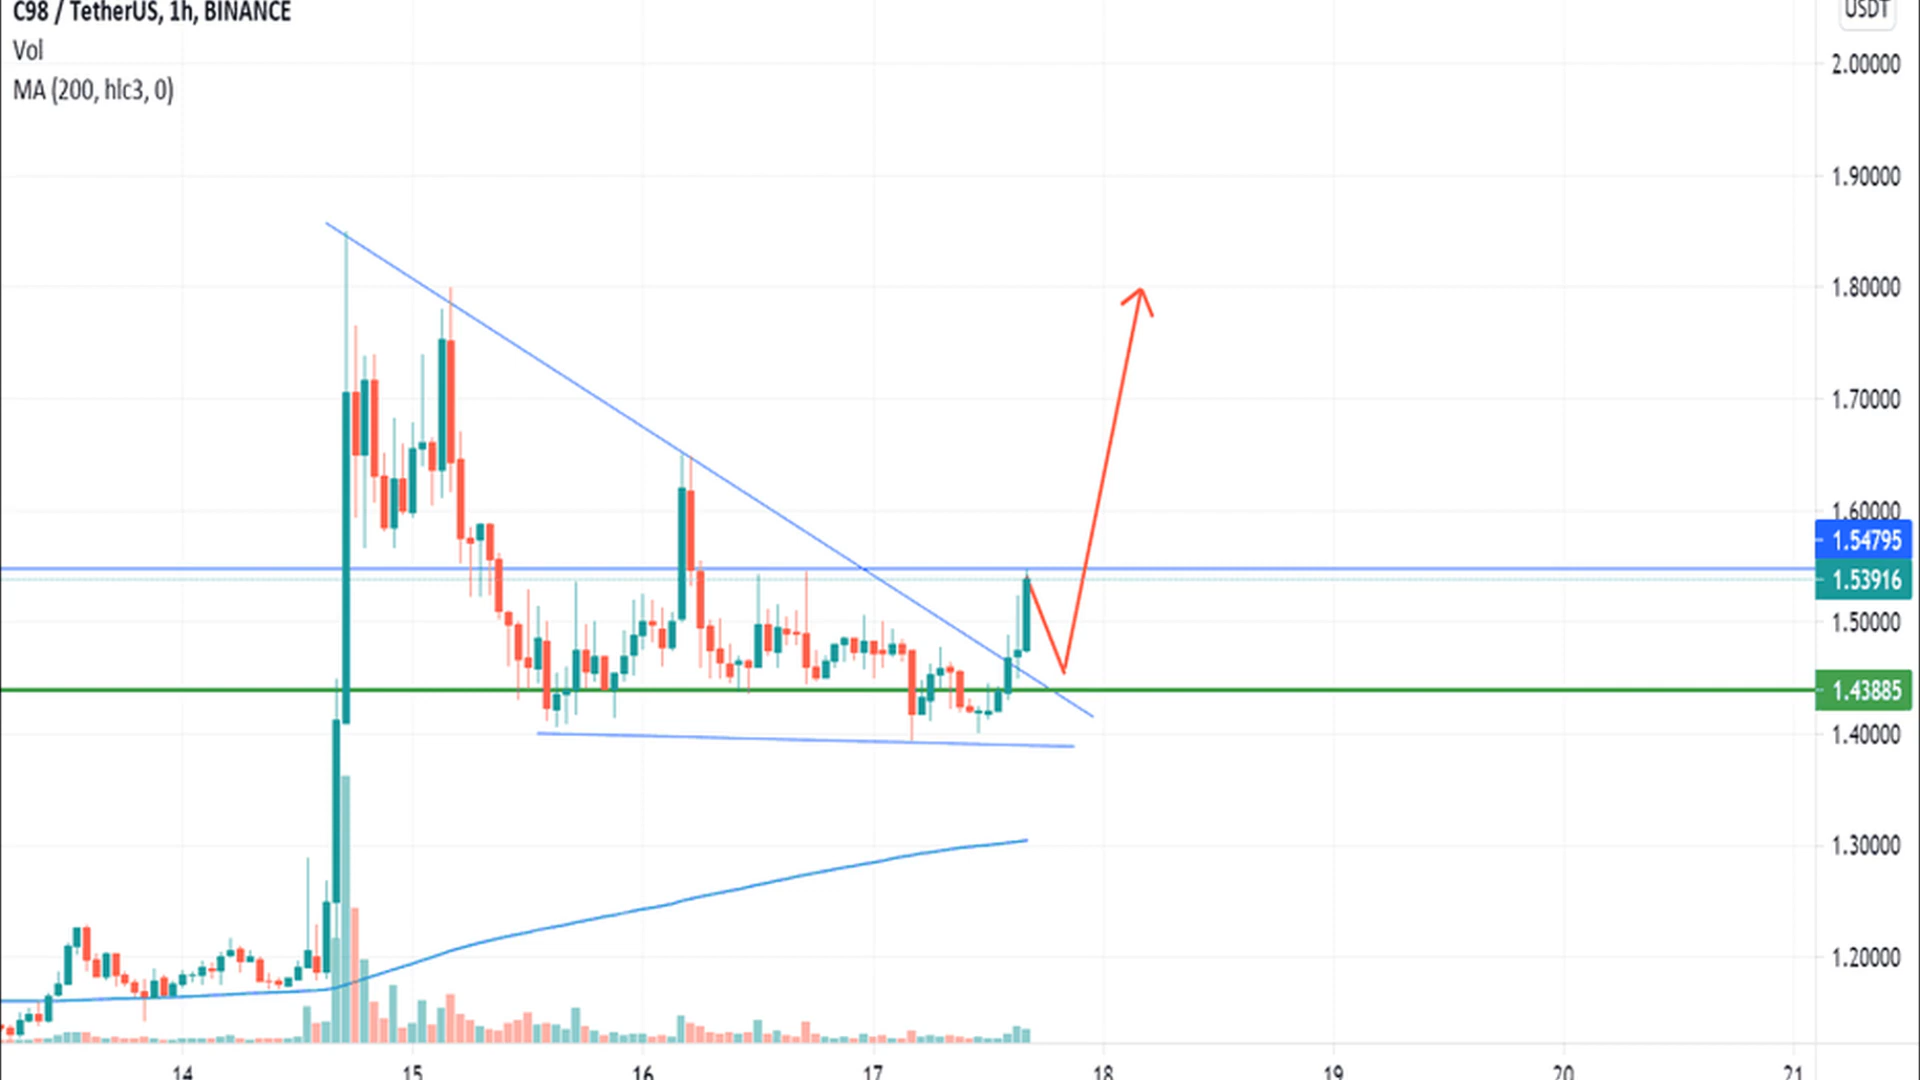 C98 / TetherUS, 1h, BINANCE
USDT
Vol
2.00000
MA (200, hlc3, 0)
1.90000
1.80000
1.70000
1.60000
1.54795
1.53916
1.50000
1.43885
1.40000
1.30000
1.20000
14 15 16 17 18 19 20 21